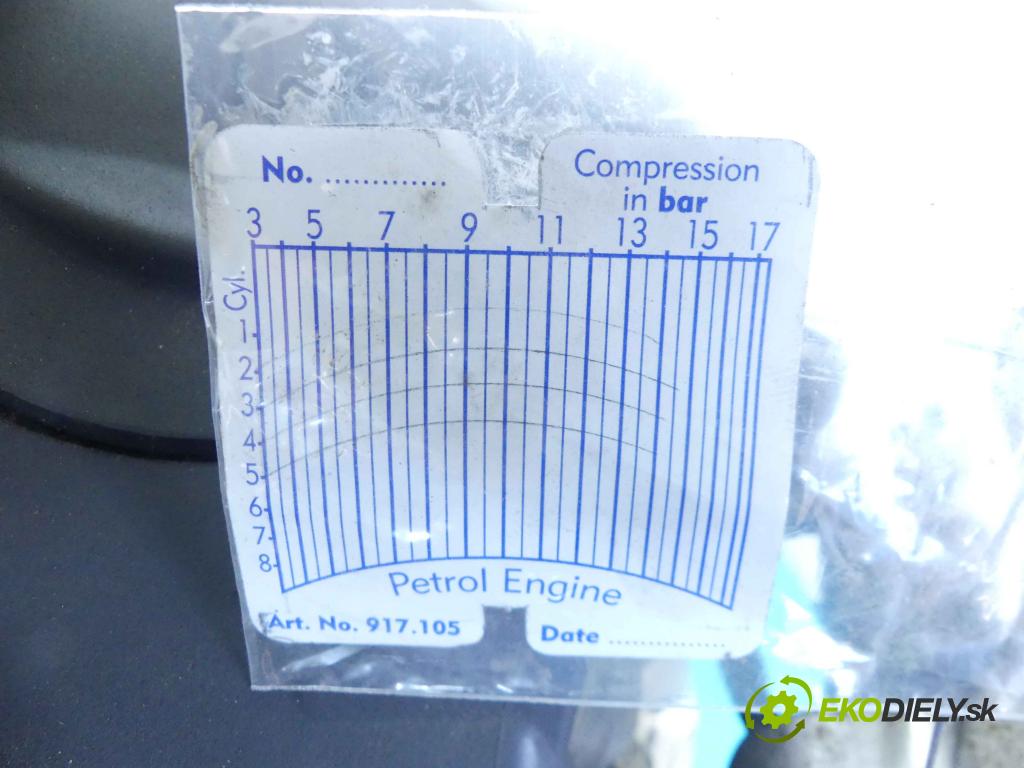 No. .............
Compression
in bar
3 5 7 9 11 13 15 17
Cyl.
1
2
3
4
5
6
7
8
Petrol Engine
Art. No. 917.105
Date ................
EKODIELY.sk